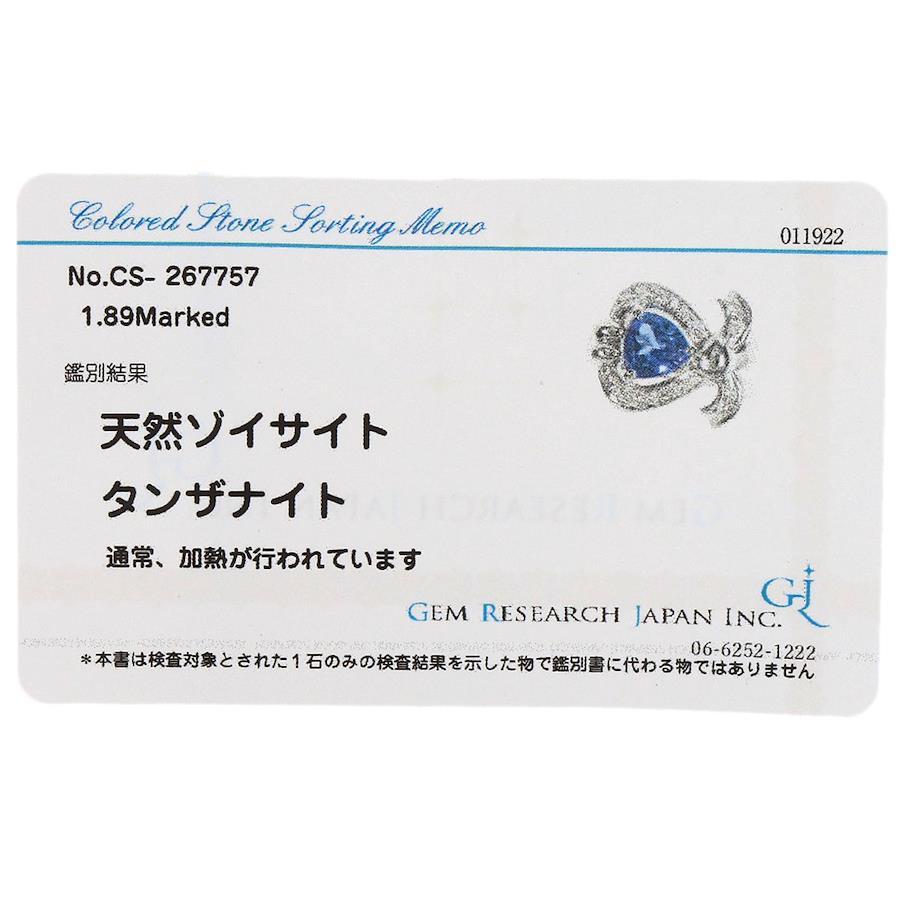 Colored Stone Sorting Memo
011922
No.CS- 267757
1.89Marked
鑑別結果
天然ゾイサイト
タンザナイト
通常、加熱が行われています
GJ
GEM RESEARCH JAPAN INC.
06-6252-1222
*本書は検査対象とされた1石のみの検査結果を示した物で鑑別書に代わる物ではありません